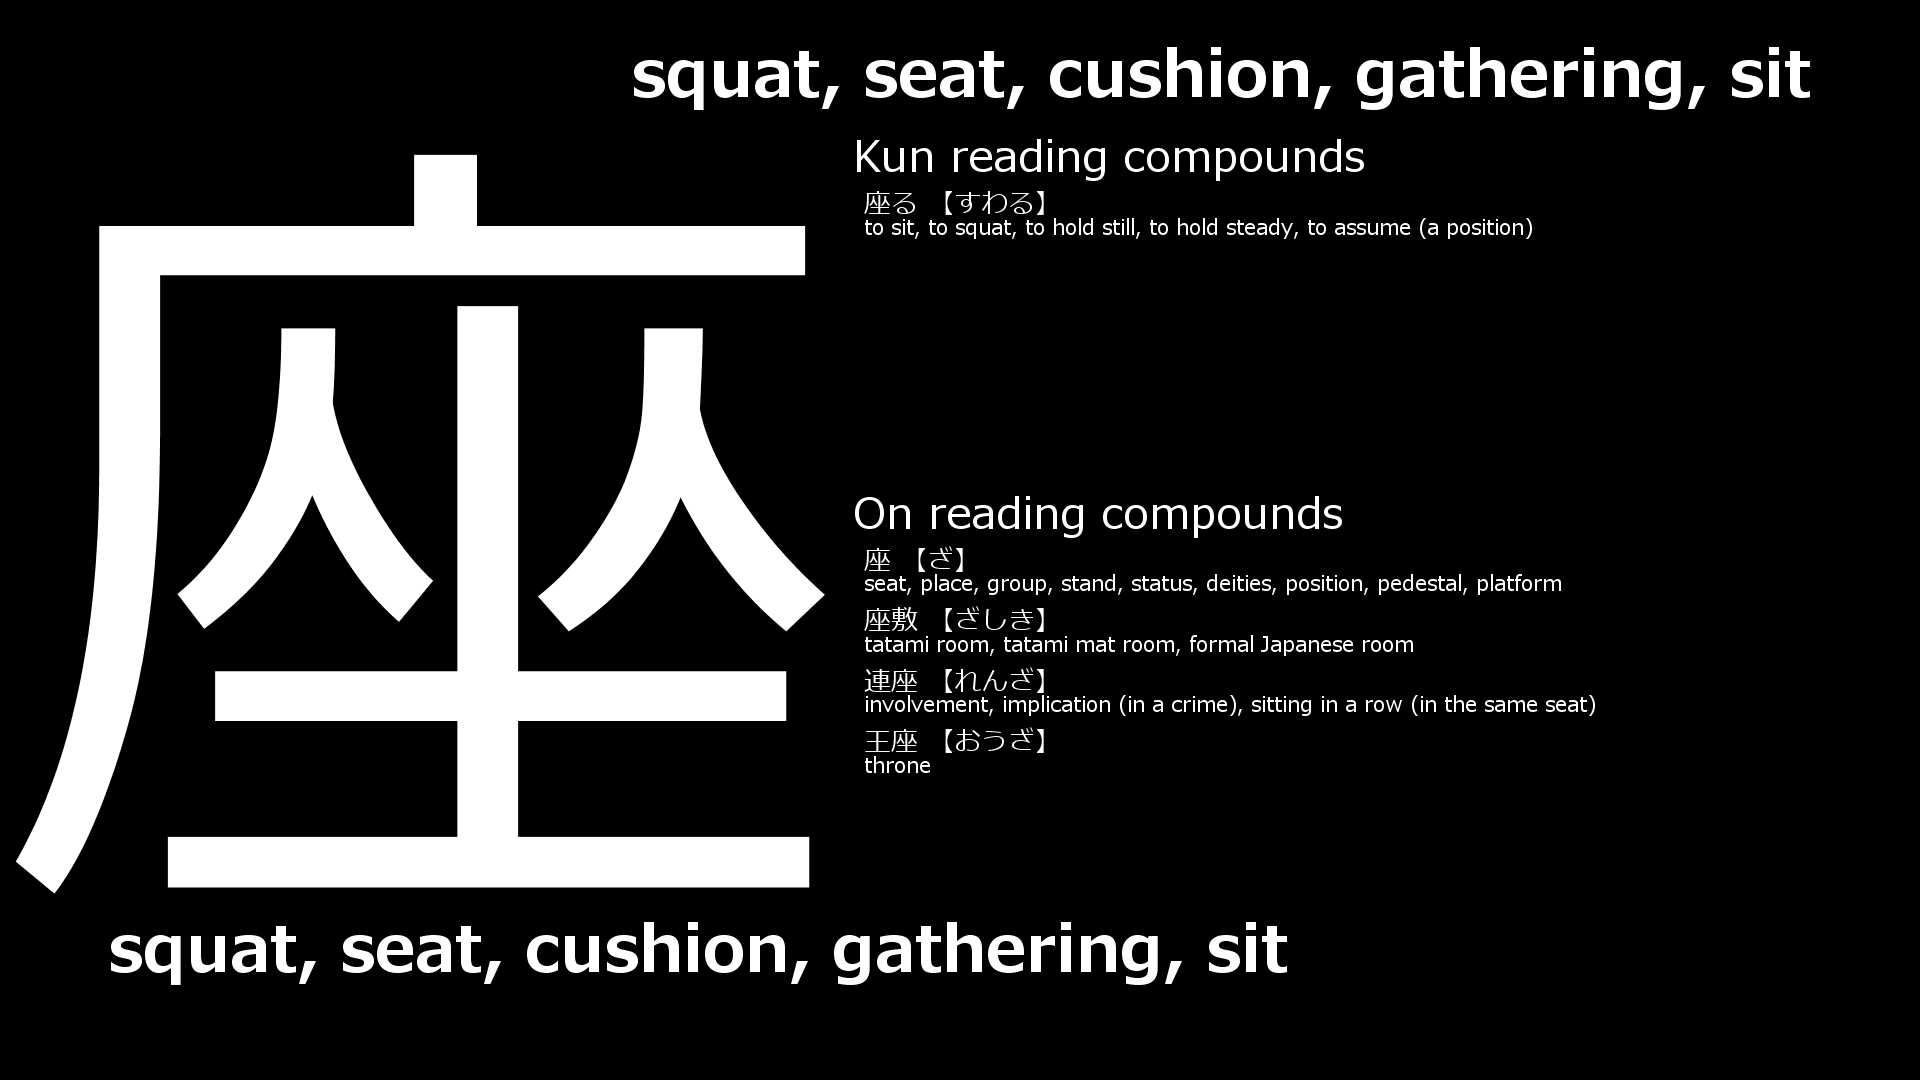 squat, seat, cushion, gathering, sit
座
Kun reading compounds
座る 【すわる】
to sit, to squat, to hold still, to hold steady, to assume (a position)
On reading compounds
座 【ざ】
seat, place, group, stand, status, deities, position, pedestal, platform
座敷 【ざしき】
tatami room, tatami mat room, formal Japanese room
連座 【れんざ】
involvement, implication (in a crime), sitting in a row (in the same seat)
王座 【おうざ】
throne
squat, seat, cushion, gathering, sit